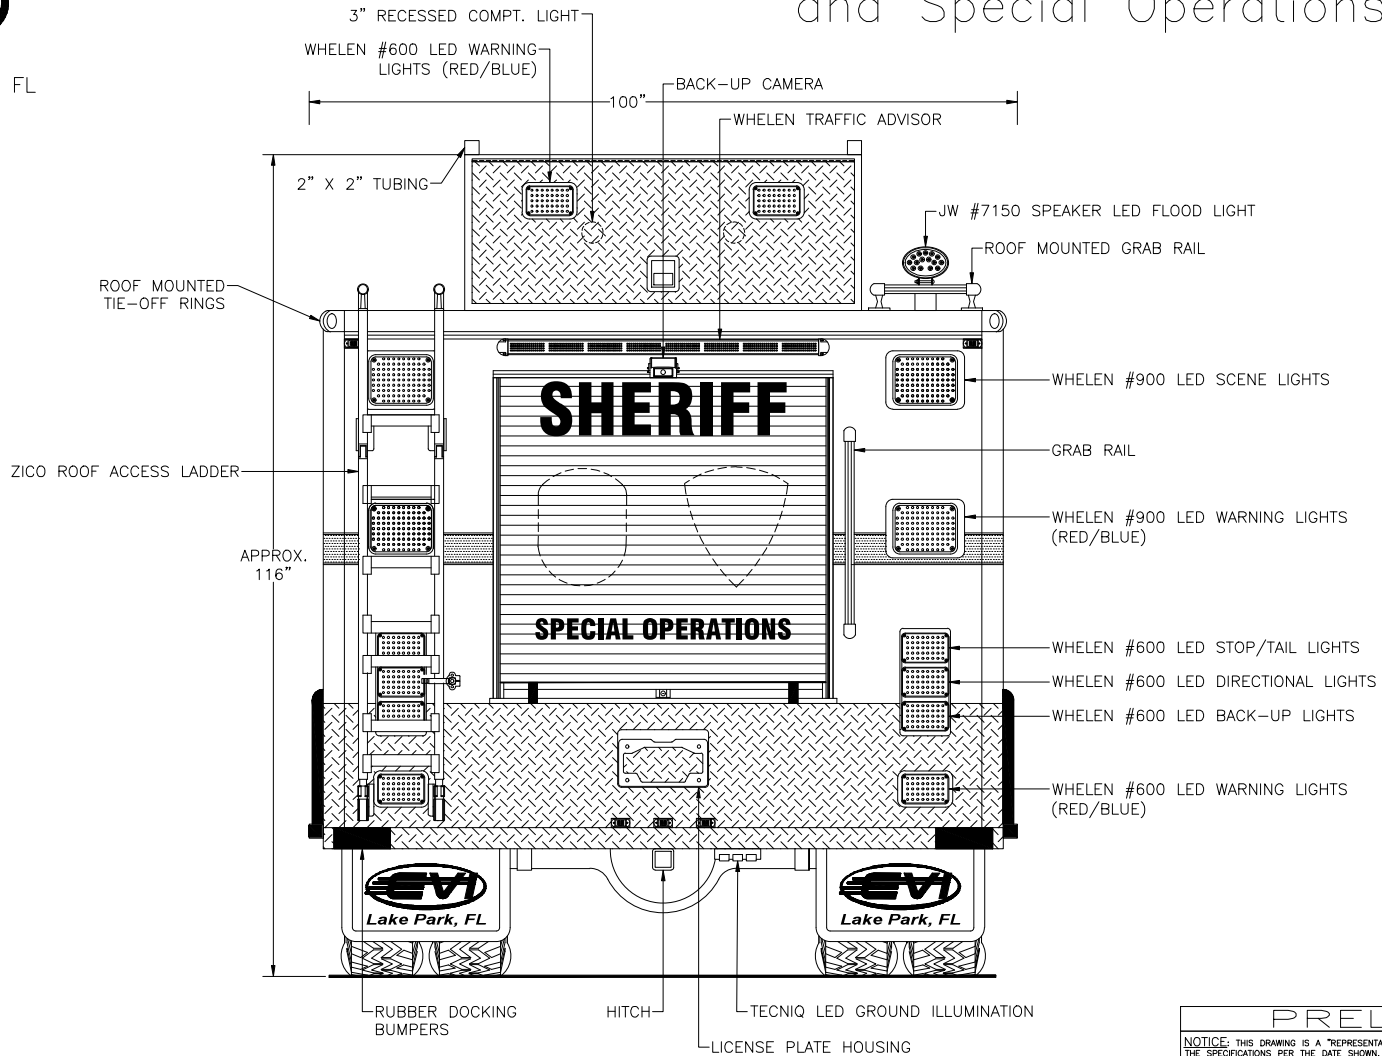 and Special Operations
FL
3" RECESSED COMPT. LIGHT
WHELEN #600 LED WARNING
LIGHTS (RED/BLUE)
BACK-UP CAMERA
100"
WHELEN TRAFFIC ADVISOR
2" X 2" TUBING
JW #7150 SPEAKER LED FLOOD LIGHT
ROOF MOUNTED GRAB RAIL
ROOF MOUNTED
TIE-OFF RINGS
WHELEN #900 LED SCENE LIGHTS
SHERIFF
GRAB RAIL
ZICO ROOF ACCESS LADDER
WHELEN #900 LED WARNING LIGHTS
(RED/BLUE)
APPROX.
116"
SPECIAL OPERATIONS
WHELEN #600 LED STOP/TAIL LIGHTS
WHELEN #600 LED DIRECTIONAL LIGHTS
WHELEN #600 LED BACK-UP LIGHTS
WHELEN #600 LED WARNING LIGHTS
(RED/BLUE)
EVI
Lake Park, FL
EVI
Lake Park, FL
RUBBER DOCKING
BUMPERS
HITCH
TECNIQ LED GROUND ILLUMINATION
LICENSE PLATE HOUSING
PREL
NOTICE: THIS DRAWING IS A "REPRESENTA
THE SPECIFICATIONS PER THE DATE SHOWN.